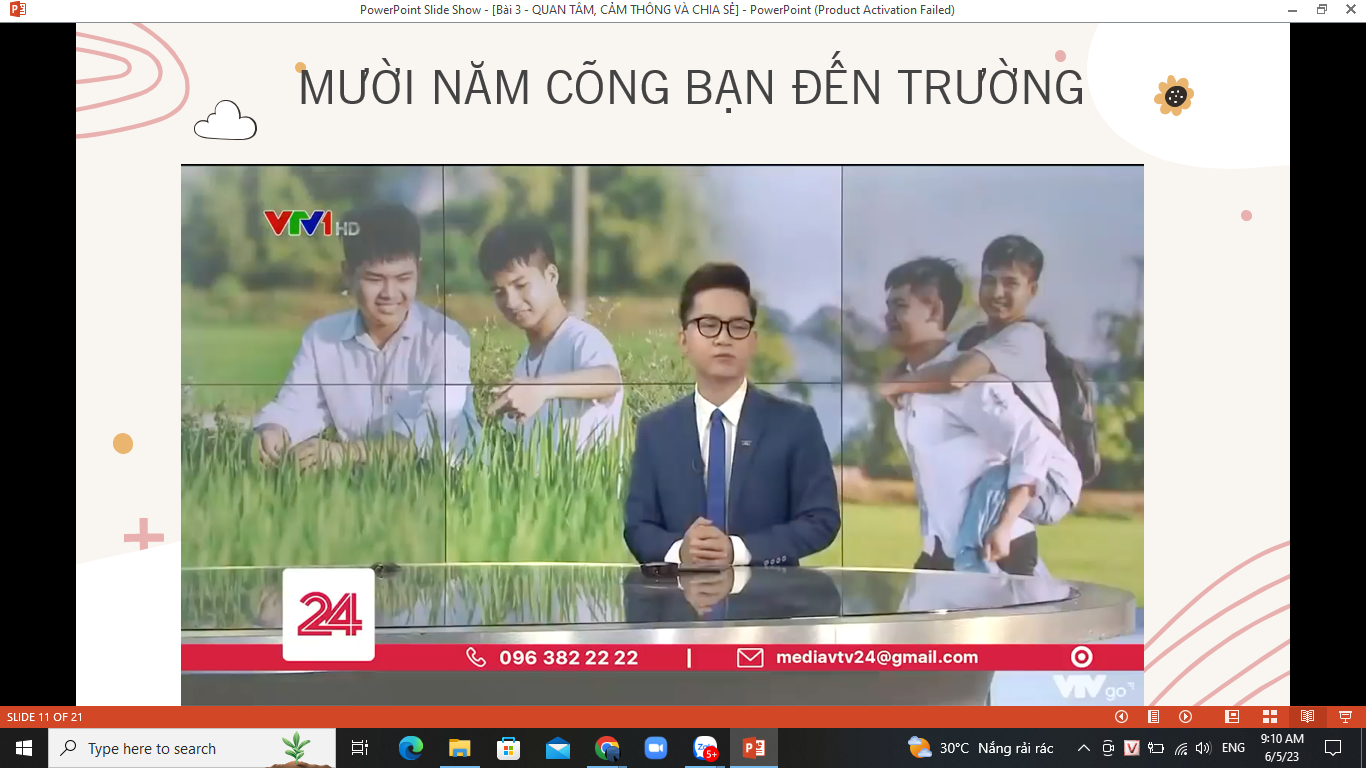 PowerPoint Slide Show - [Bài 3 - QUAN TÂM, CẢM THÔNG VÀ CHIA SẺ] - PowerPoint (Product Activation Failed)
MƯỜI NĂM CÕNG BẠN ĐẾN TRƯỜNG
VTV1 HD
24
096 382 22 22 | mediavtv24@gmail.com
VTV go
SLIDE 11 OF 21
Type here to search
5+
30°C Nắng rải rác
V
ENG
9:10 AM
6/5/23